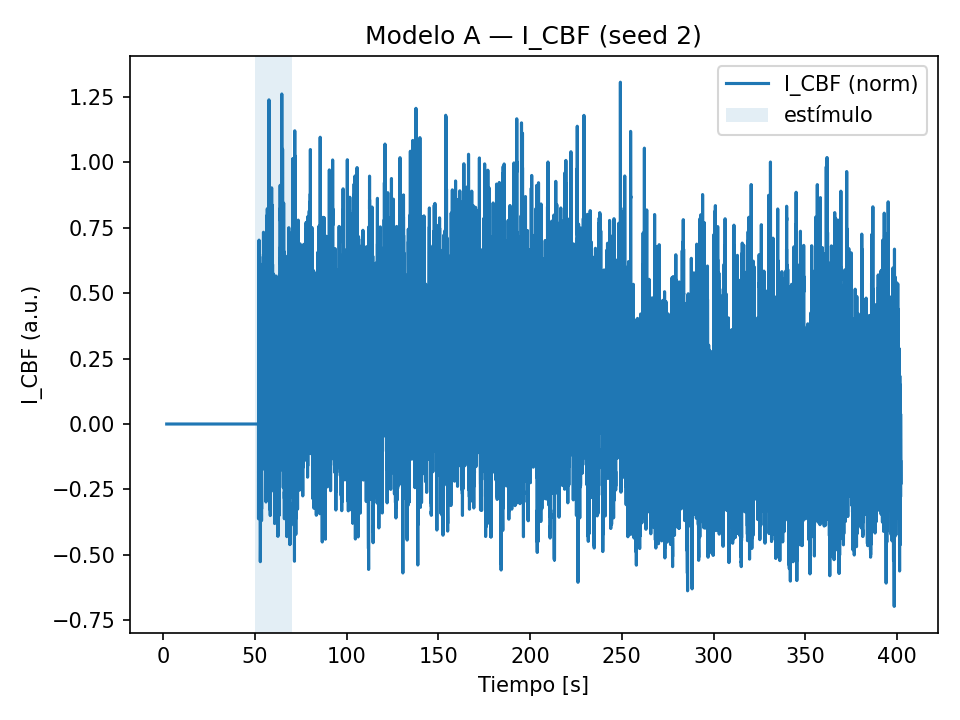 Modelo A — I_CBF (seed 2)
I_CBF (norm)
estímulo
I_CBF (a.u.)
1.25
1.00
0.75
0.50
0.25
0.00
−0.25
−0.50
−0.75
0 50 100 150 200 250 300 350 400
Tiempo [s]